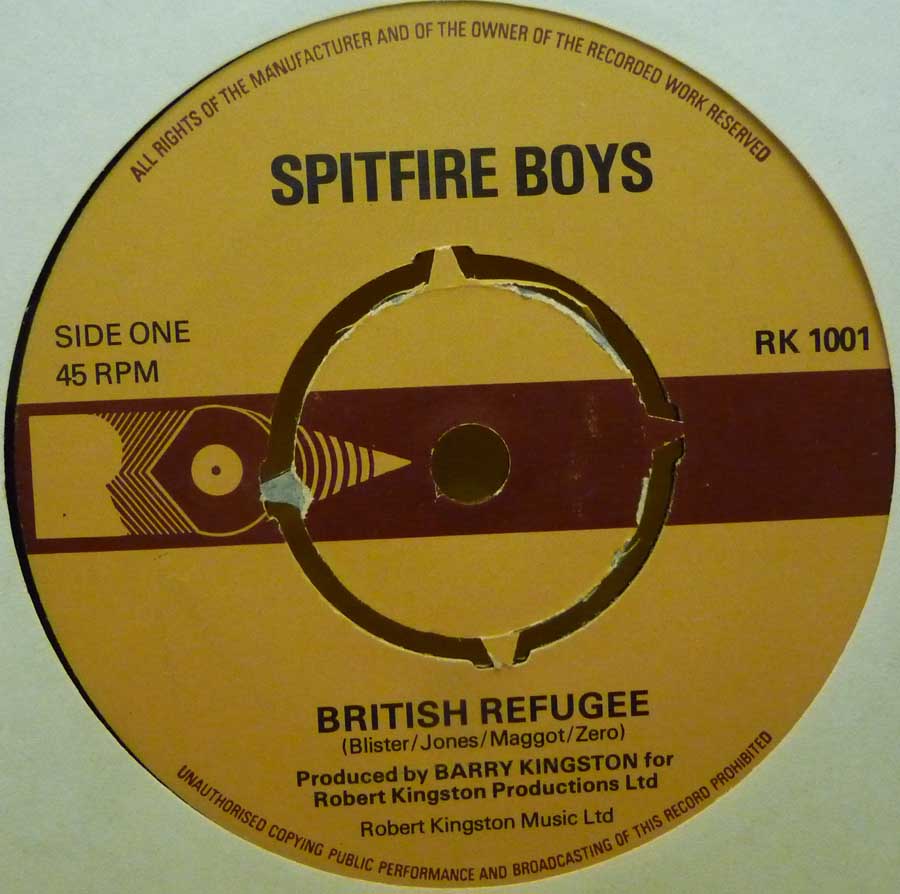 ALL RIGHTS OF THE MANUFACTURER AND OF THE OWNER OF THE RECORDED WORK RESERVED
SPITFIRE BOYS
SIDE ONE
45 RPM
RK 1001
BRITISH REFUGEE
(Blister/Jones/Maggot/Zero)
Produced by BARRY KINGSTON for
Robert Kingston Productions Ltd
Robert Kingston Music Ltd
UNAUTHORISED COPYING PUBLIC PERFORMANCE AND BROADCASTING OF THIS RECORD PROHIBITED